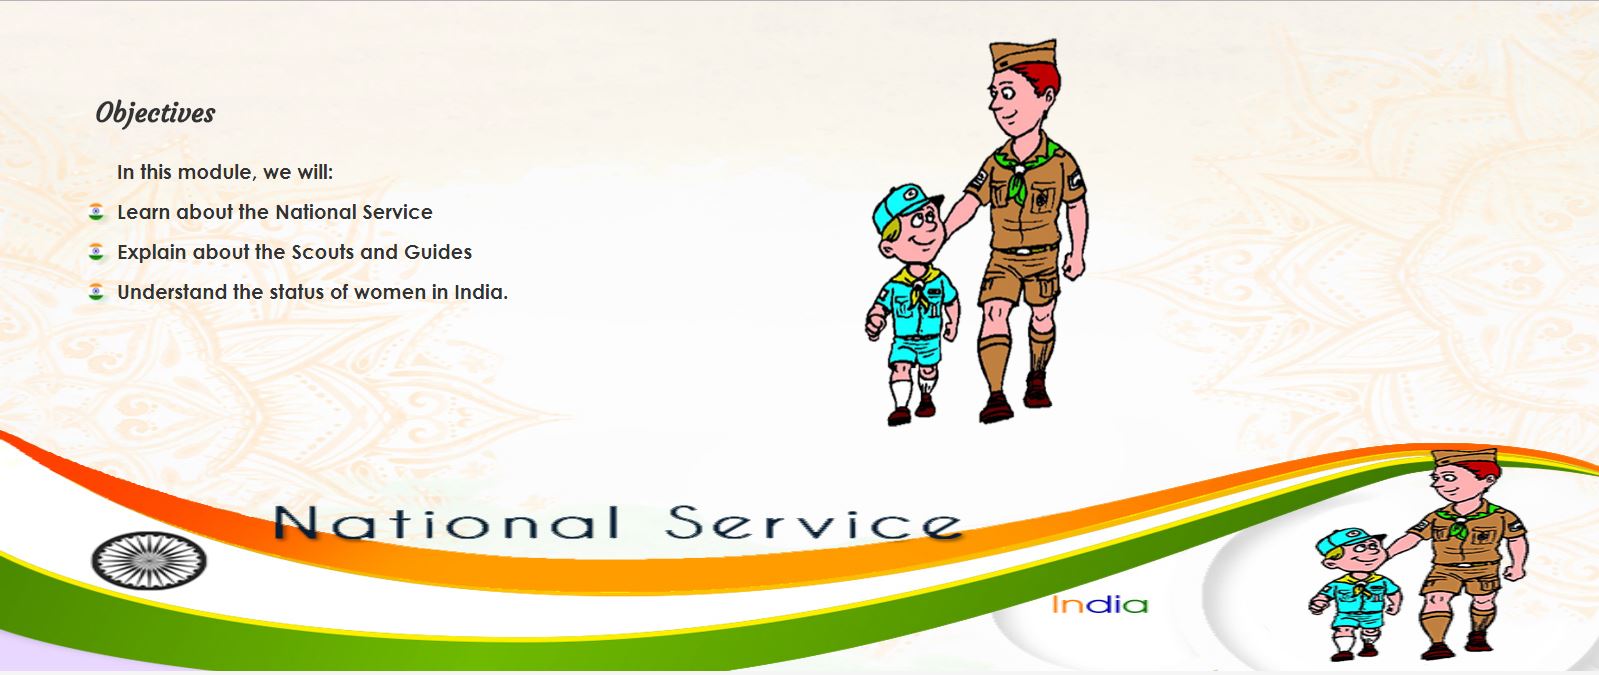 Objectives
In this module, we will:
Learn about the National Service
Explain about the Scouts and Guides
Understand the status of women in India.
National Service
India